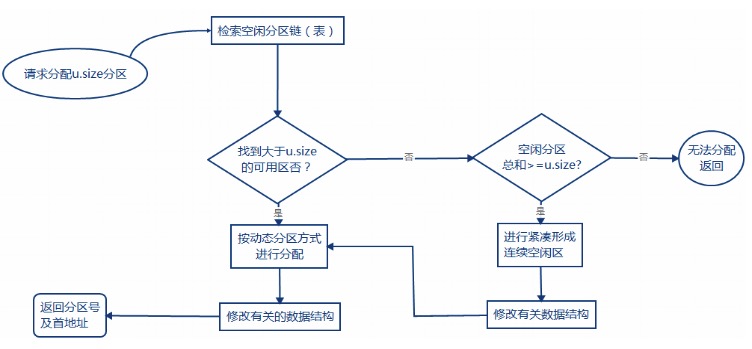 检索空闲分区链（表）
请求分配u.size分区
找到大于u.size
的可用区否？
否
空闲分区
总和>=u.size?
否
无法分配
返回
是
是
按动态分区方式
进行分配
进行紧凑形成
连续空闲区
返回分区号
及首地址
修改有关的数据结构
修改有关数据结构